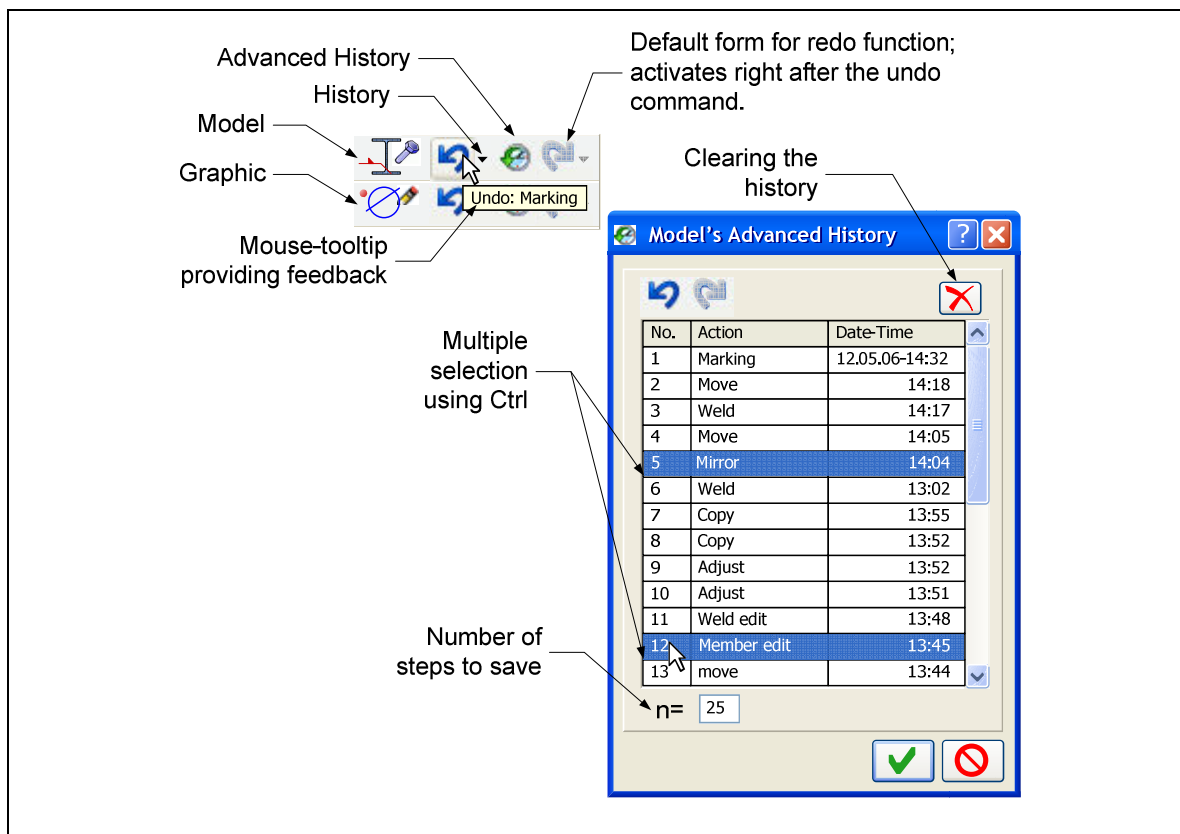 Advanced History
History
Model
Graphic
Default form for redo function;
activates right after the undo
command.
Undo: Marking
Mouse-tooltip
providing feedback
Clearing the
history
Model's Advanced History
?
No. Action Date-Time
1 Marking 12.05.06-14:32
2 Move 14:18
3 Weld 14:17
4 Move 14:05
5 Mirror 14:04
6 Weld 13:02
7 Copy 13:55
8 Copy 13:52
9 Adjust 13:52
10 Adjust 13:51
11 Weld edit 13:48
12 Member edit 13:45
13 move 13:44
Multiple
selection
using Ctrl
Number of
steps to save
n= 25